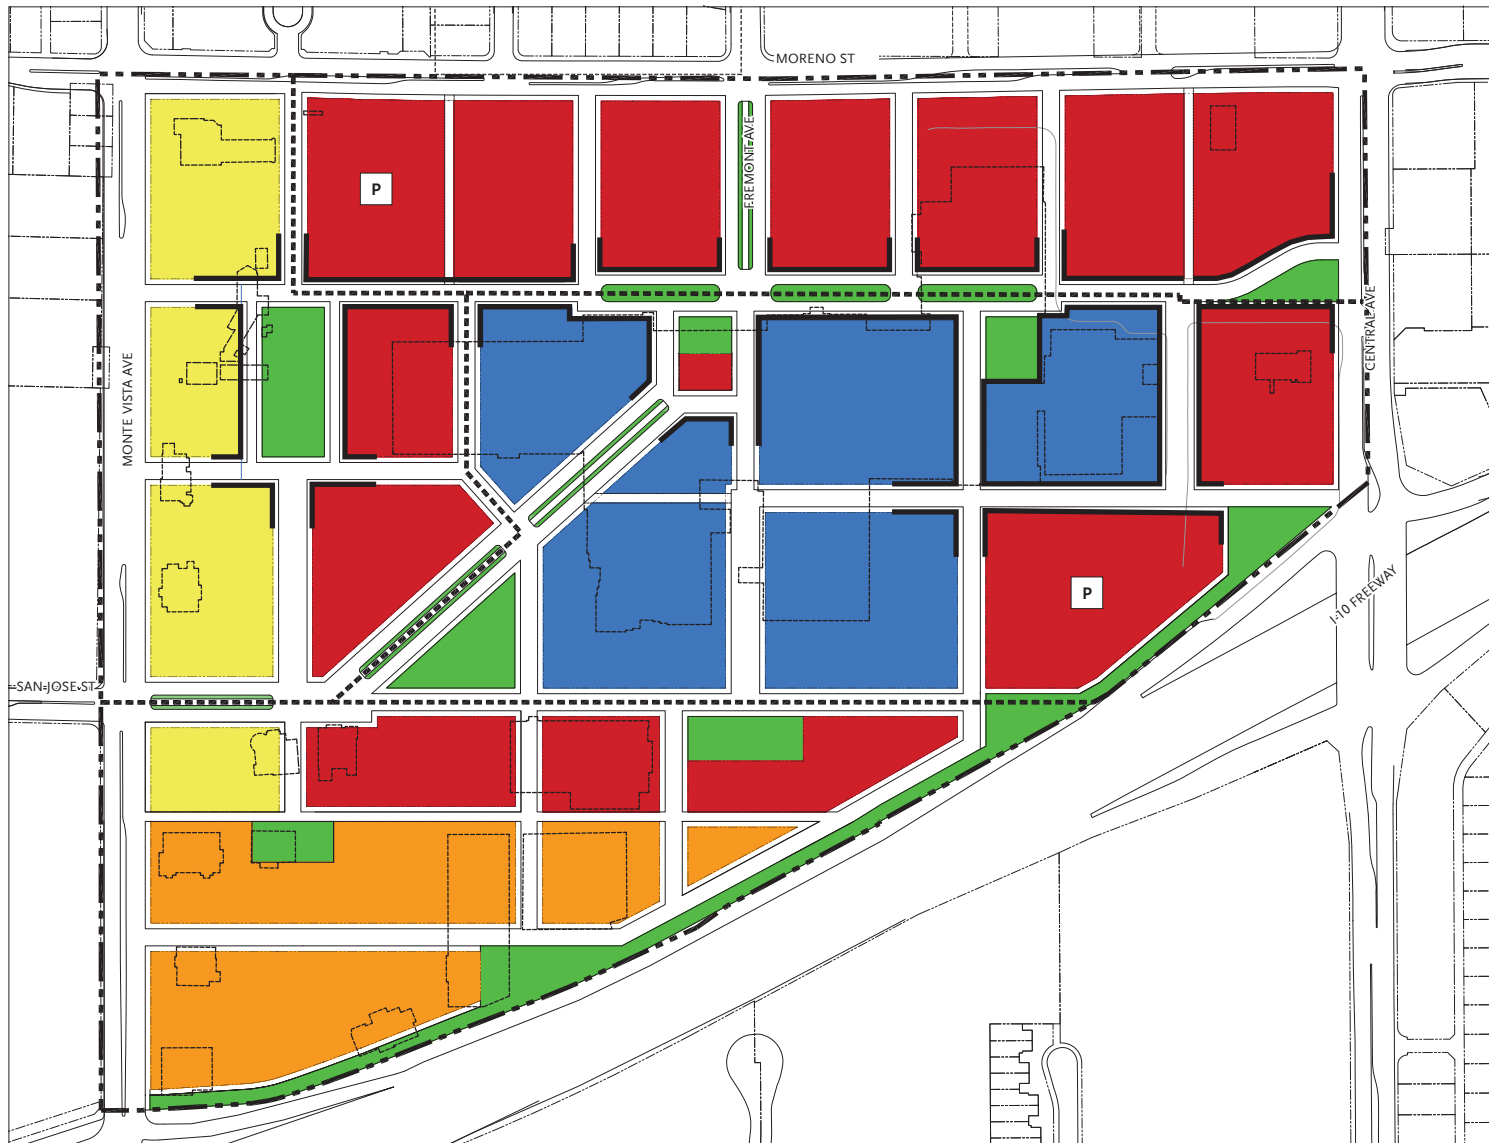 MORENO ST
FREMONT AVE
P
CENTRAL AVE
MONTE VISTA AVE
P
I-10 FREEWAY
SAN JOSE ST